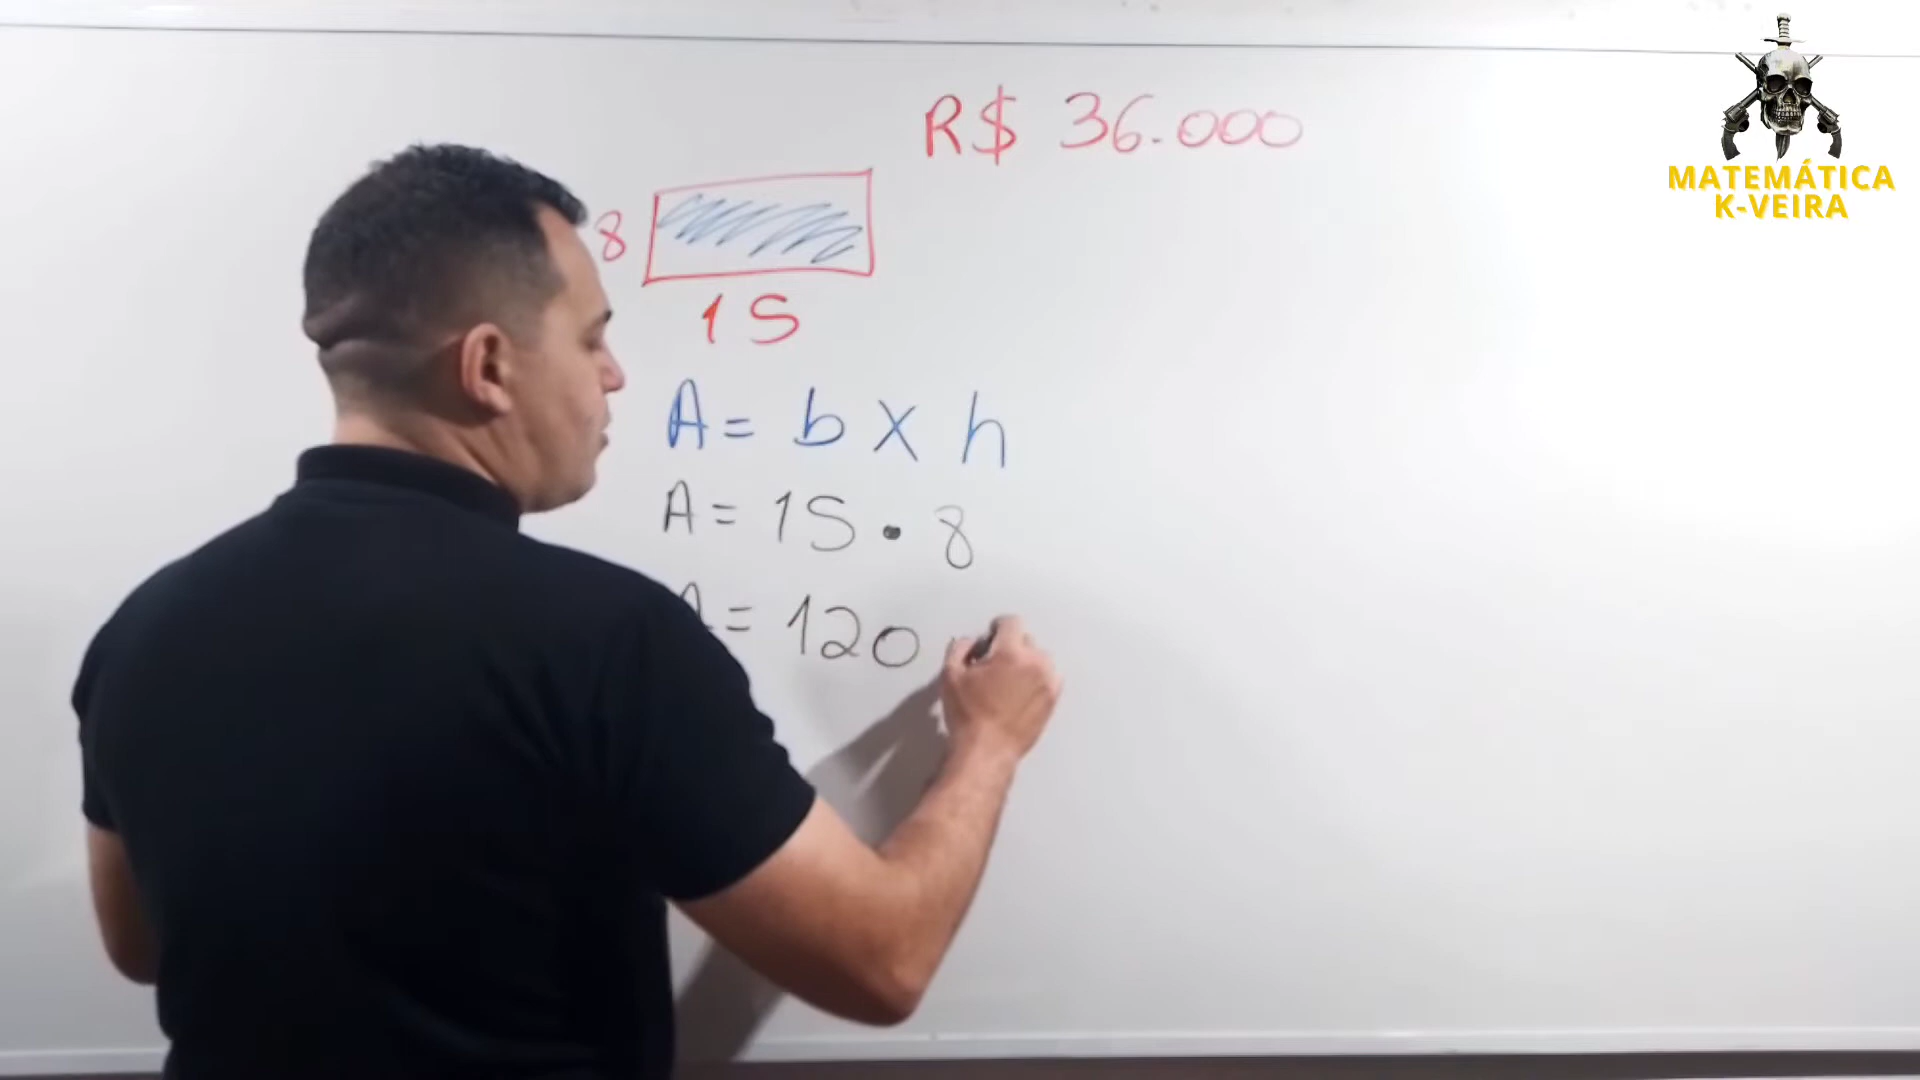 R$ 36.000
MATEMÁTICA
K-VEIRA
8
15
A = b x h
A = 15 • 8
A = 120